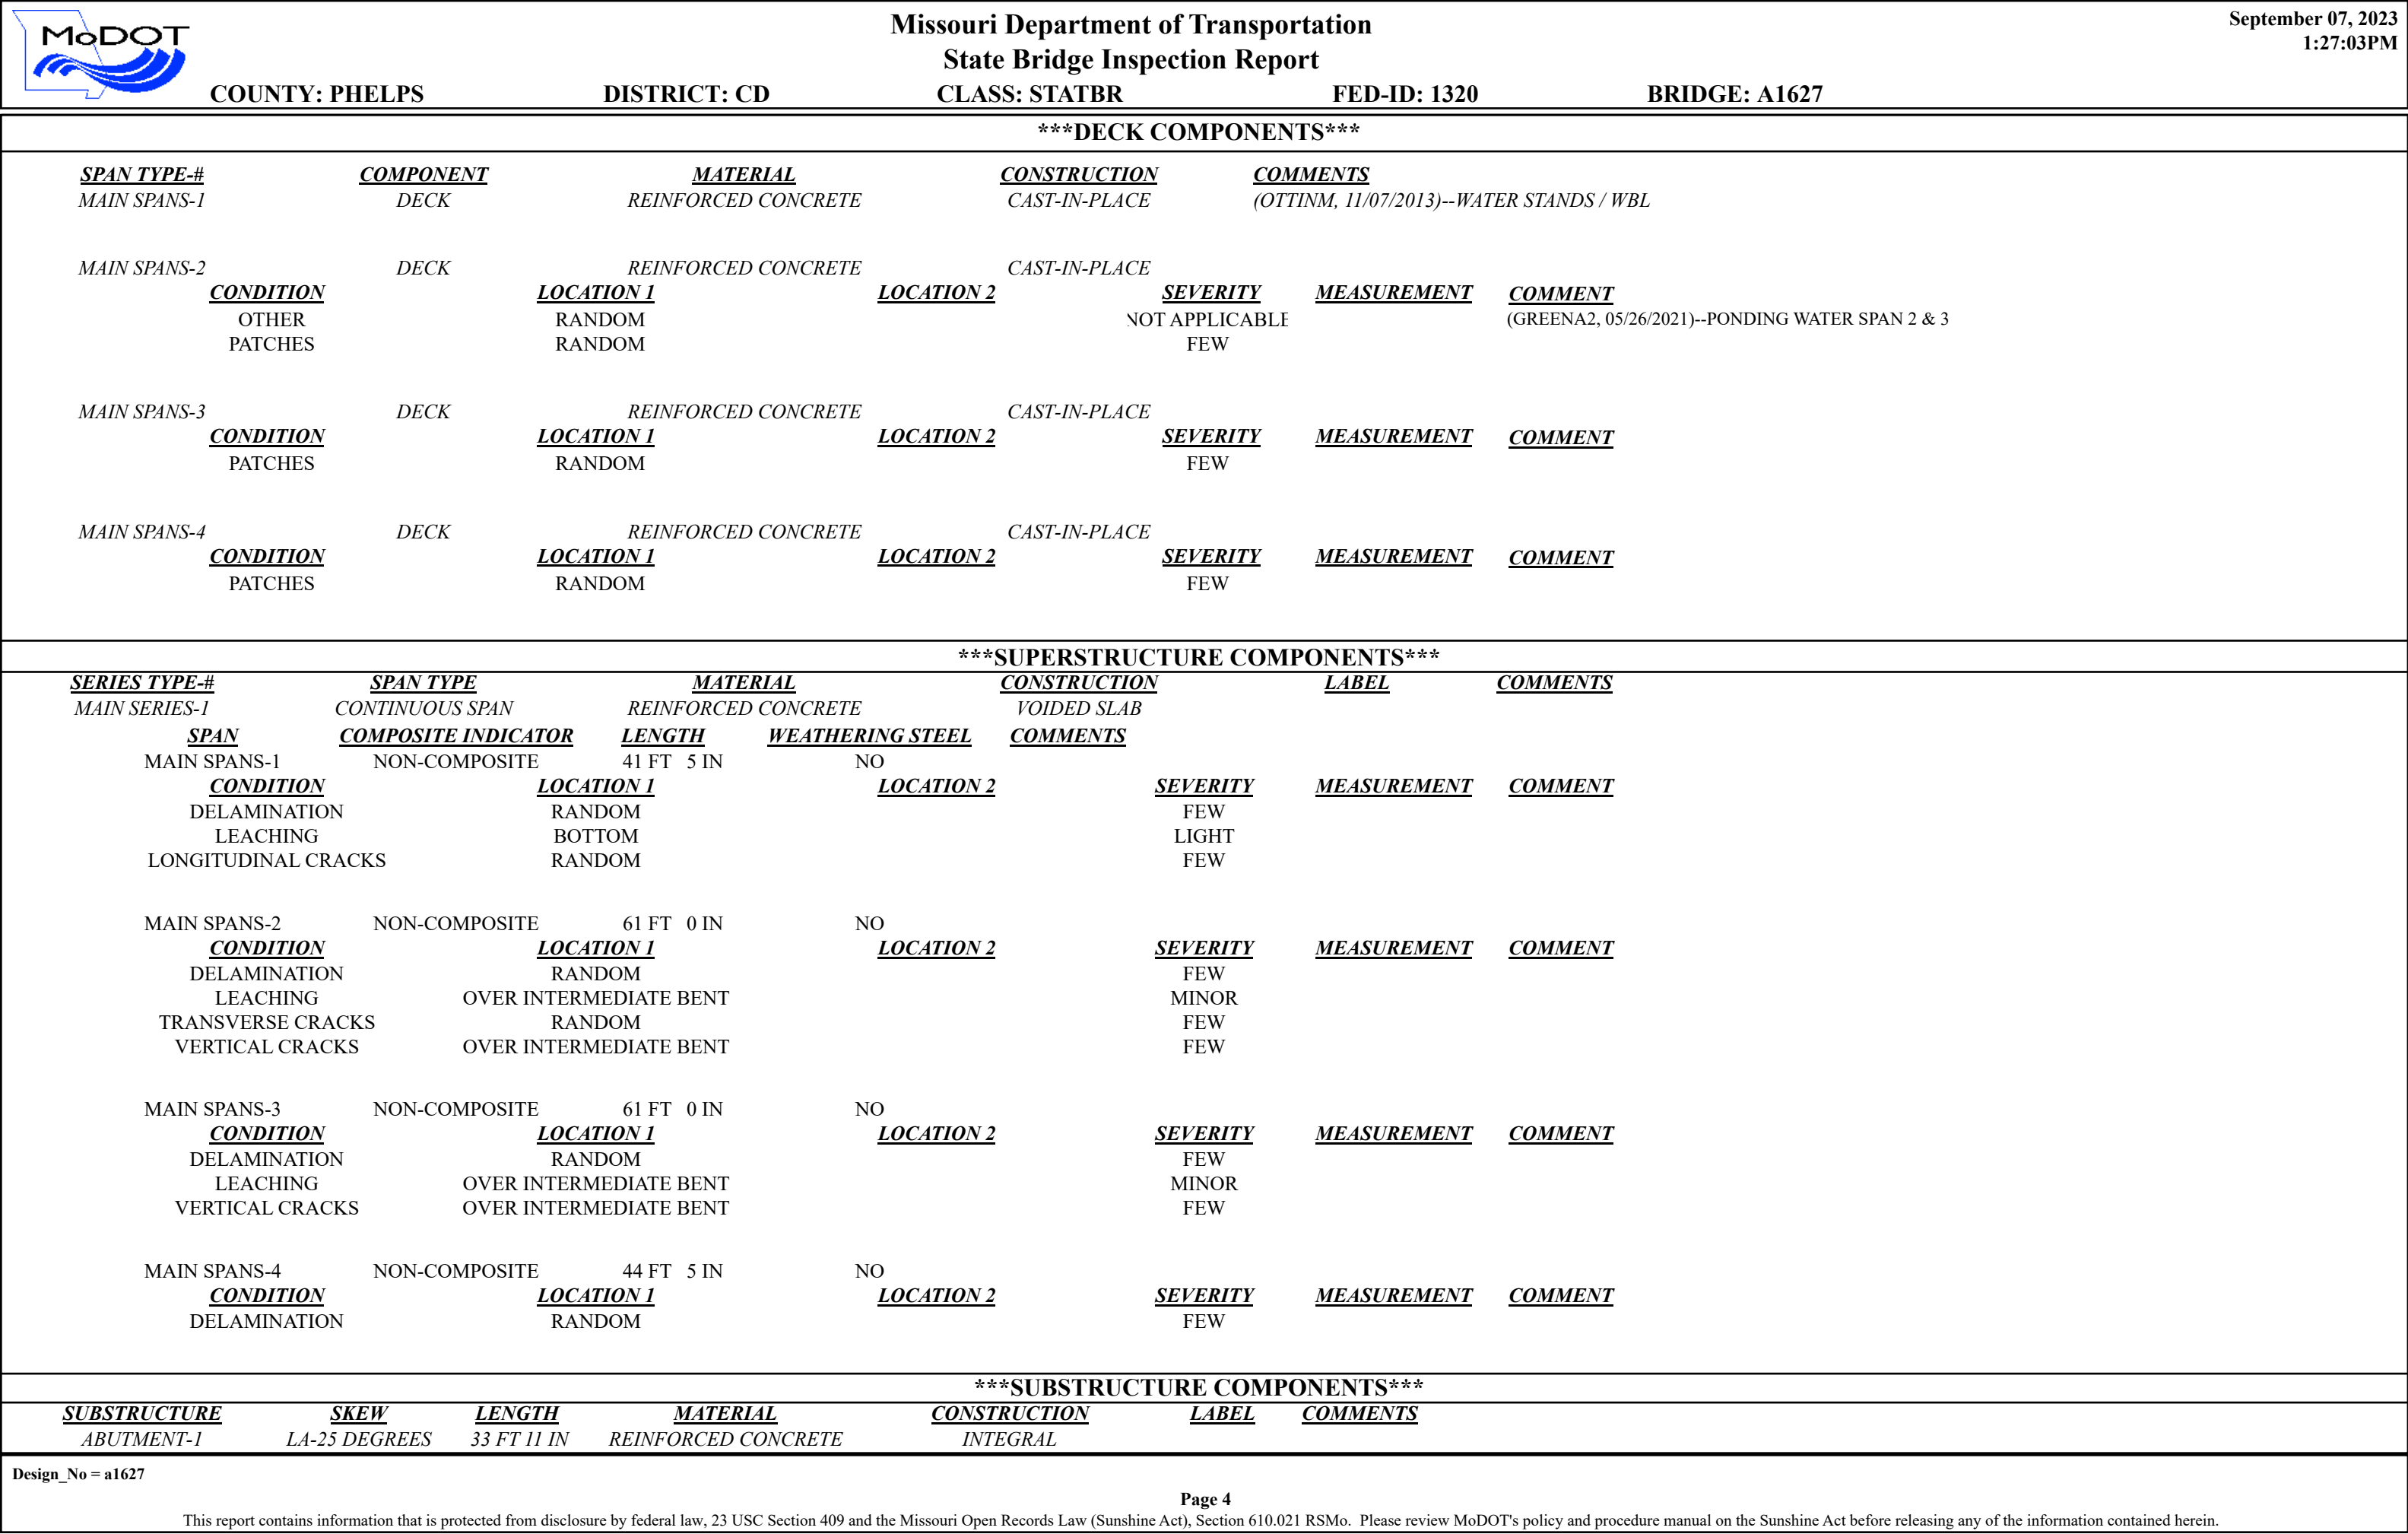 MoDOT
Missouri Department of Transportation
State Bridge Inspection Report
September 07, 2023
1:27:03PM
COUNTY: PHELPS DISTRICT: CD CLASS: STATBR FED-ID: 1320 BRIDGE: A1627
***DECK COMPONENTS***
SPAN TYPE-# COMPONENT MATERIAL CONSTRUCTION COMMENTS
MAIN SPANS-1 DECK REINFORCED CONCRETE CAST-IN-PLACE (OTTINM, 11/07/2013)--WATER STANDS / WBL
MAIN SPANS-2 DECK REINFORCED CONCRETE CAST-IN-PLACE
CONDITION LOCATION 1 LOCATION 2 SEVERITY MEASUREMENT COMMENT
OTHER RANDOM NOT APPLICABLE (GREENA2, 05/26/2021)--PONDING WATER SPAN 2 & 3
PATCHES RANDOM FEW
MAIN SPANS-3 DECK REINFORCED CONCRETE CAST-IN-PLACE
CONDITION LOCATION 1 LOCATION 2 SEVERITY MEASUREMENT COMMENT
PATCHES RANDOM FEW
MAIN SPANS-4 DECK REINFORCED CONCRETE CAST-IN-PLACE
CONDITION LOCATION 1 LOCATION 2 SEVERITY MEASUREMENT COMMENT
PATCHES RANDOM FEW
***SUPERSTRUCTURE COMPONENTS***
SERIES TYPE-# SPAN TYPE MATERIAL CONSTRUCTION LABEL COMMENTS
MAIN SERIES-1 CONTINUOUS SPAN REINFORCED CONCRETE VOIDED SLAB
SPAN COMPOSITE INDICATOR LENGTH WEATHERING STEEL COMMENTS
MAIN SPANS-1 NON-COMPOSITE 41 FT 5 IN NO
CONDITION LOCATION 1 LOCATION 2 SEVERITY MEASUREMENT COMMENT
DELAMINATION RANDOM FEW
LEACHING BOTTOM LIGHT
LONGITUDINAL CRACKS RANDOM FEW
MAIN SPANS-2 NON-COMPOSITE 61 FT 0 IN NO
CONDITION LOCATION 1 LOCATION 2 SEVERITY MEASUREMENT COMMENT
DELAMINATION RANDOM FEW
LEACHING OVER INTERMEDIATE BENT MINOR
TRANSVERSE CRACKS RANDOM FEW
VERTICAL CRACKS OVER INTERMEDIATE BENT FEW
MAIN SPANS-3 NON-COMPOSITE 61 FT 0 IN NO
CONDITION LOCATION 1 LOCATION 2 SEVERITY MEASUREMENT COMMENT
DELAMINATION RANDOM FEW
LEACHING OVER INTERMEDIATE BENT MINOR
VERTICAL CRACKS OVER INTERMEDIATE BENT FEW
MAIN SPANS-4 NON-COMPOSITE 44 FT 5 IN NO
CONDITION LOCATION 1 LOCATION 2 SEVERITY MEASUREMENT COMMENT
DELAMINATION RANDOM FEW
***SUBSTRUCTURE COMPONENTS***
SUBSTRUCTURE SKEW LENGTH MATERIAL CONSTRUCTION LABEL COMMENTS
ABUTMENT-1 LA-25 DEGREES 33 FT 11 IN REINFORCED CONCRETE INTEGRAL
Design_No = a1627
Page 4
This report contains information that is protected from disclosure by federal law, 23 USC Section 409 and the Missouri Open Records Law (Sunshine Act), Section 610.021 RSMo. Please review MoDOT's policy and procedure manual on the Sunshine Act before releasing any of the information contained herein.